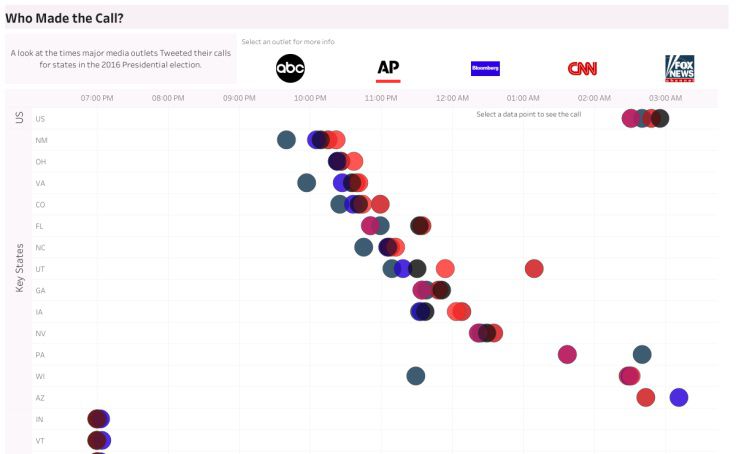 Who Made the Call?
Select an outlet for more info
A look at the times major media outlets Tweeted their calls
for states in the 2016 Presidential election.
abc
AP
Bloomberg
CNN
FOX
NEWS
07:00 PM 08:00 PM 09:00 PM 10:00 PM 11:00 PM 12:00 AM 01:00 AM 02:00 AM 03:00 AM
US
US
Select a data point to see the call
Key States
NM
OH
VA
CO
FL
NC
UT
GA
IA
NV
PA
WI
AZ
IN
VT